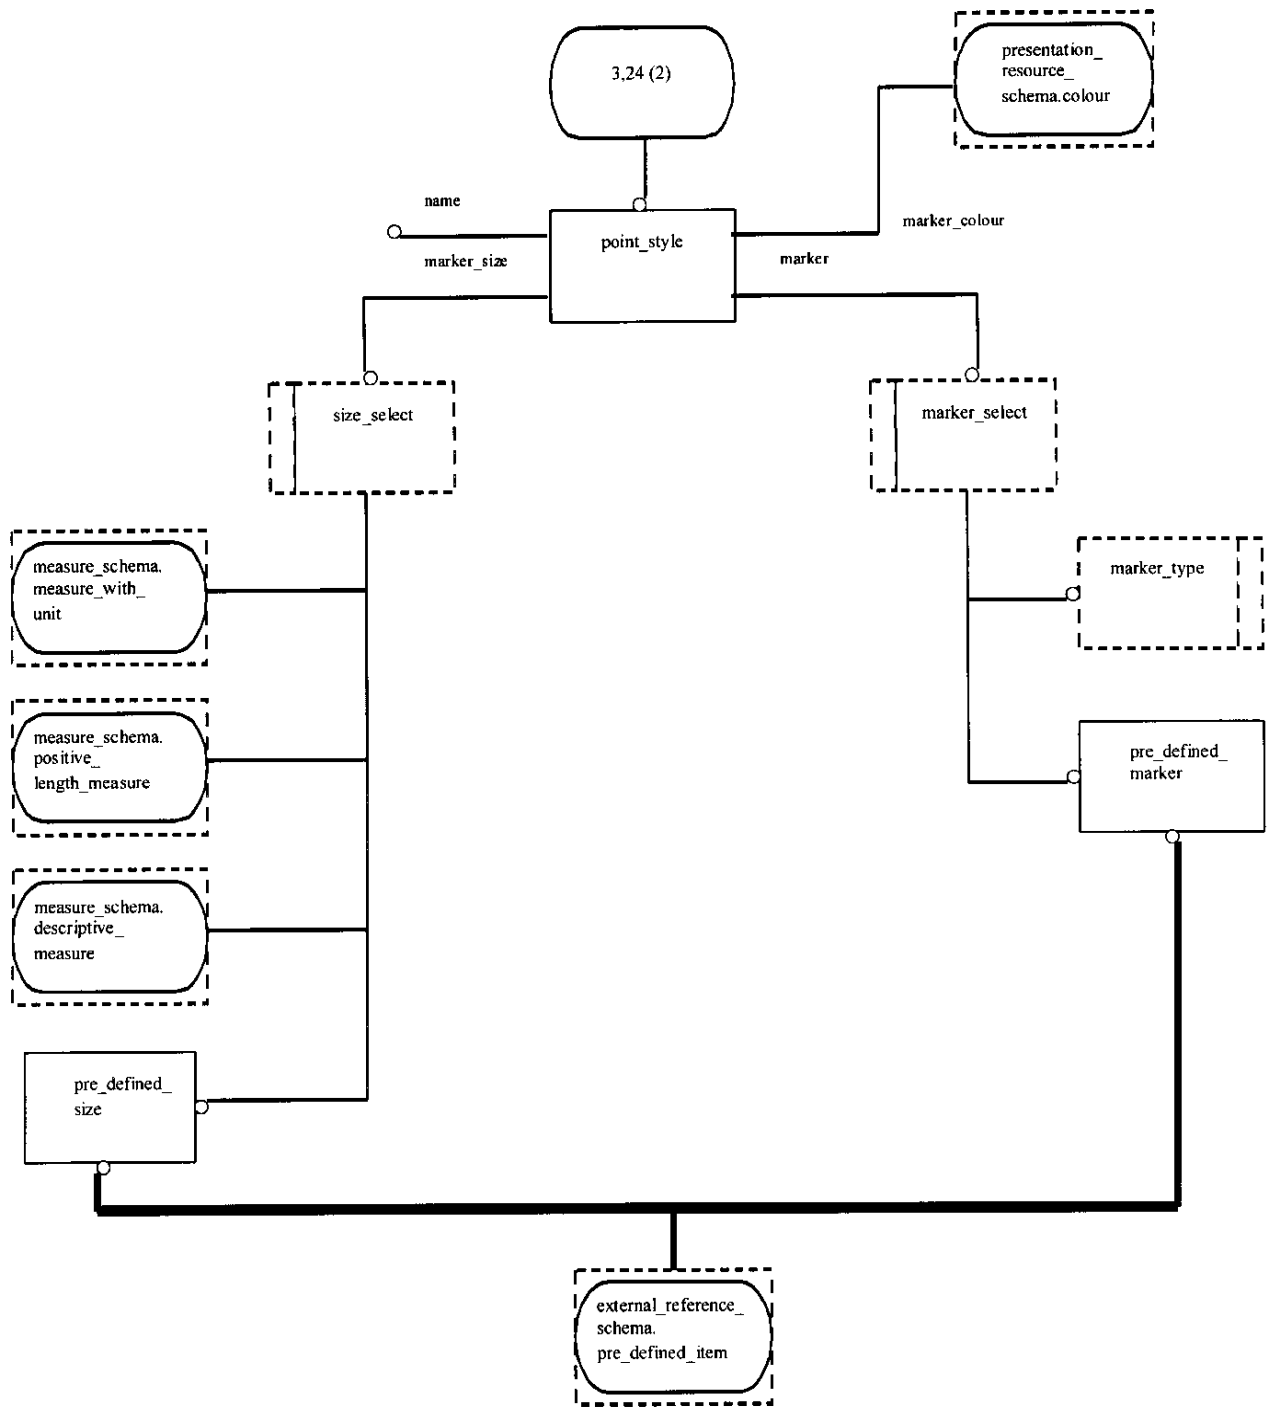 3,24 (2)
presentation_
resource_
schema.colour
name
point_style
marker_colour
marker_size
marker
size_select
marker_select
measure_schema.
measure_with_
unit
marker_type
measure_schema.
positive_
length_measure
pre_defined_
marker
measure_schema.
descriptive_
measure
pre_defined_
size
external_reference_
schema.
pre_defined_item